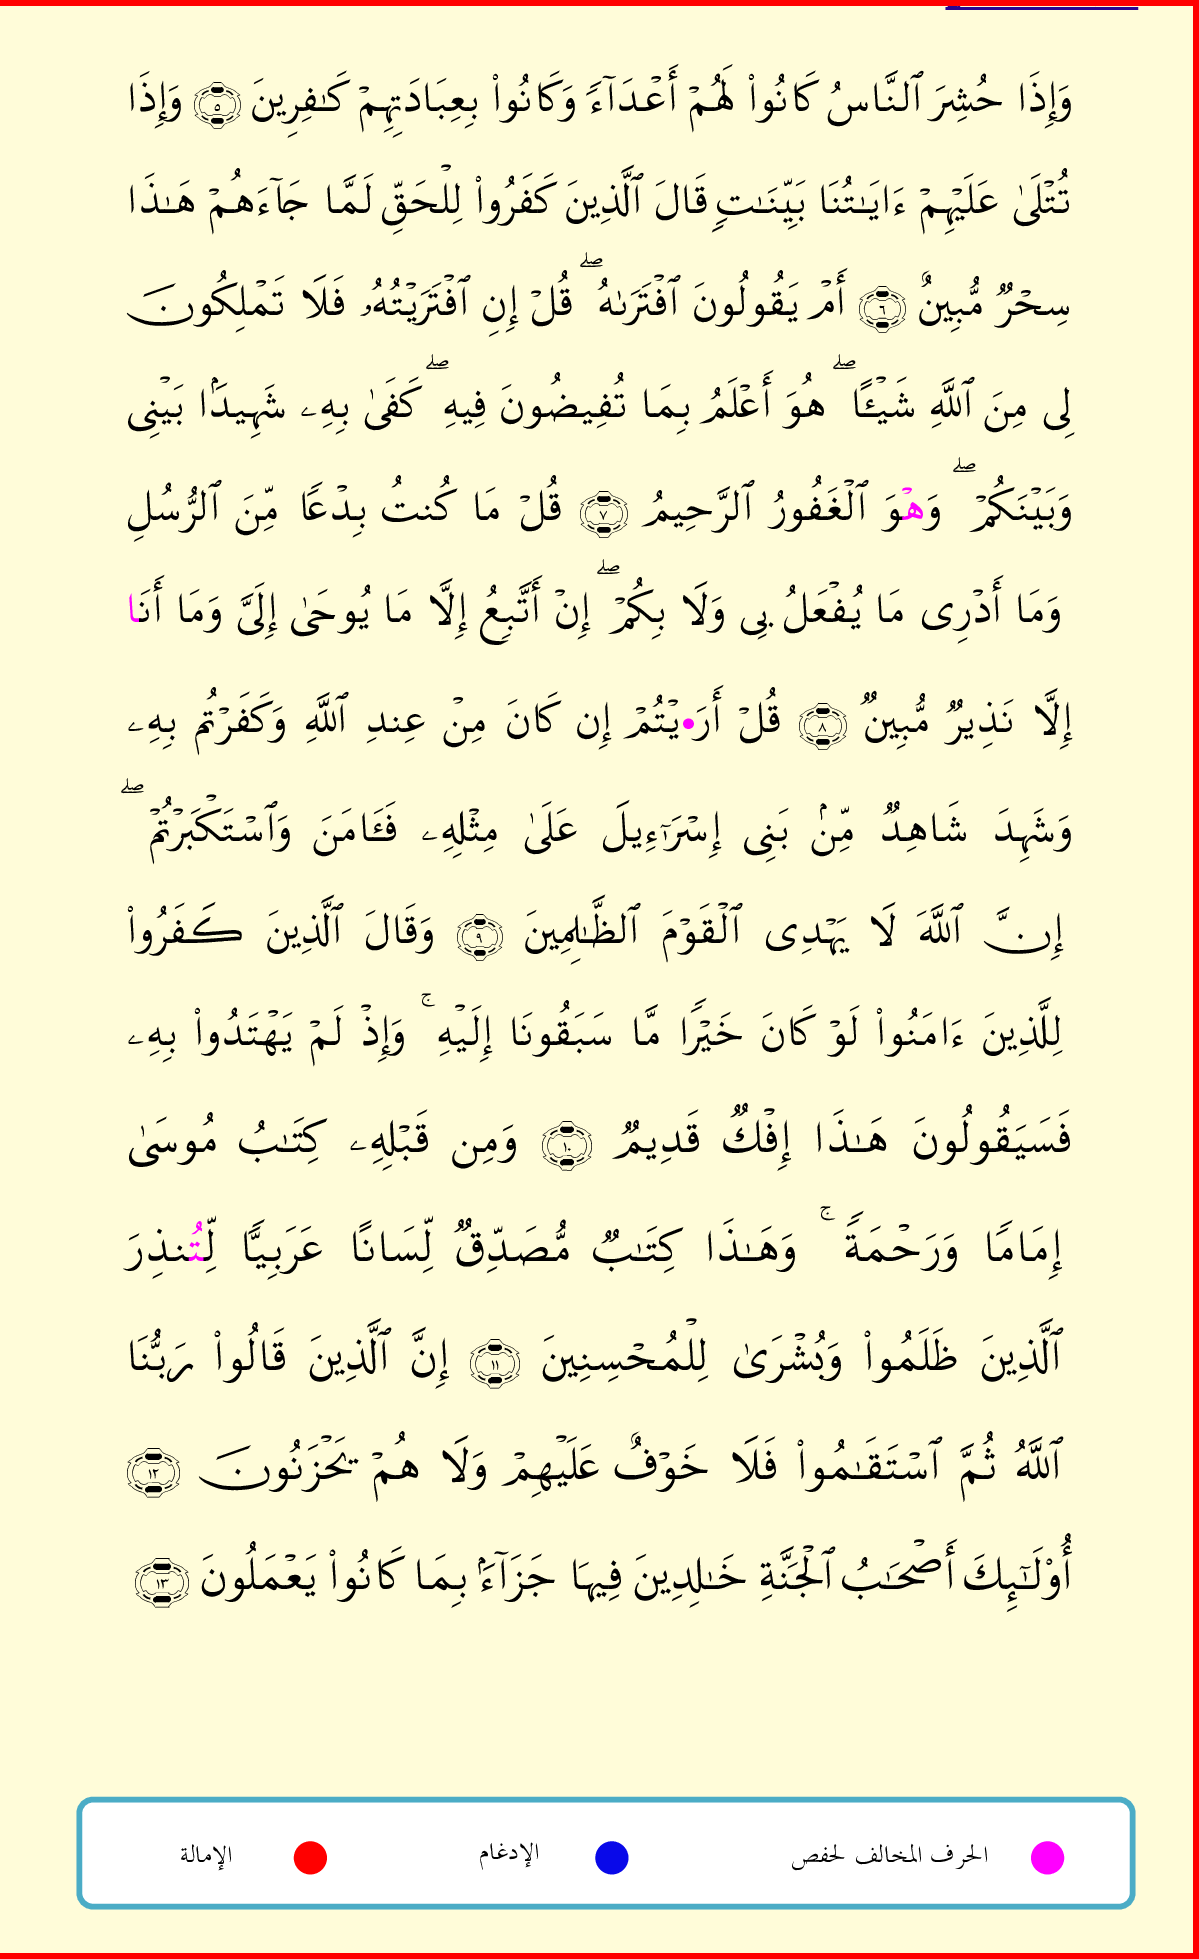 وَإِذَا حُشِرَ ٱلنَّاسُ كَانُوا۟ لَهُمْ أَعْدَآءً وَكَانُوا۟ بِعِبَادَتِهِمْ كَـٰفِرِينَ ۝٥ وَإِذَا
تُتْلَىٰ عَلَيْهِمْ ءَايَـٰتُنَا بَيِّنَـٰتٍ قَالَ ٱلَّذِينَ كَفَرُوا۟ لِلْحَقِّ لَمَّا جَآءَهُمْ هَـٰذَا
سِحْرٌ مُّبِينٌ ۝٦ أَمْ يَقُولُونَ ٱفْتَرَىٰهُ ۖ قُلْ إِنِ ٱفْتَرَيْتُهُۥ فَلَا تَمْلِكُونَ
لِى مِنَ ٱللَّهِ شَيْـًٔا ۖ هُوَ أَعْلَمُ بِمَا تُفِيضُونَ فِيهِ ۖ كَفَىٰ بِهِۦ شَهِيدًۢا بَيْنِى
وَبَيْنَكُمْ ۖ وَهْوَ ٱلْغَفُورُ ٱلرَّحِيمُ ۝٧ قُلْ مَا كُنتُ بِدْعًا مِّنَ ٱلرُّسُلِ
وَمَا أَدْرِى مَا يُفْعَلُ بِى وَلَا بِكُمْ ۖ إِنْ أَتَّبِعُ إِلَّا مَا يُوحَىٰ إِلَىَّ وَمَا أَنَا
إِلَّا نَذِيرٌ مُّبِينٌ ۝٨ قُلْ أَرَ•يْتُمْ إِن كَانَ مِنْ عِندِ ٱللَّهِ وَكَفَرْتُم بِهِۦ
وَشَهِدَ شَاهِدٌ مِّنۢ بَنِى إِسْرَٰٓءِيلَ عَلَىٰ مِثْلِهِۦ فَـَٔامَنَ وَٱسْتَكْبَرْتُمْ ۖ
إِنَّ ٱللَّهَ لَا يَهْدِى ٱلْقَوْمَ ٱلظَّـٰلِمِينَ ۝٩ وَقَالَ ٱلَّذِينَ كَفَرُوا۟
لِلَّذِينَ ءَامَنُوا۟ لَوْ كَانَ خَيْرًا مَّا سَبَقُونَا إِلَيْهِ ۚ وَإِذْ لَمْ يَهْتَدُوا۟ بِهِۦ
فَسَيَقُولُونَ هَـٰذَا إِفْكٌ قَدِيمٌ ۝١٠ وَمِن قَبْلِهِۦ كِتَـٰبُ مُوسَىٰ
إِمَامًا وَرَحْمَةً ۚ وَهَـٰذَا كِتَـٰبٌ مُّصَدِّقٌ لِّسَانًا عَرَبِيًّا لِّتُنذِرَ
ٱلَّذِينَ ظَلَمُوا۟ وَبُشْرَىٰ لِلْمُحْسِنِينَ ۝١١ إِنَّ ٱلَّذِينَ قَالُوا۟ رَبُّنَا
ٱللَّهُ ثُمَّ ٱسْتَقَـٰمُوا۟ فَلَا خَوْفٌ عَلَيْهِمْ وَلَا هُمْ يَحْزَنُونَ ۝١٢
أُو۟لَـٰٓئِكَ أَصْحَـٰبُ ٱلْجَنَّةِ خَـٰلِدِينَ فِيهَا جَزَآءًۢ بِمَا كَانُوا۟ يَعْمَلُونَ ۝١٣
الحرف المخالف لحفص الإدغام الإمالة